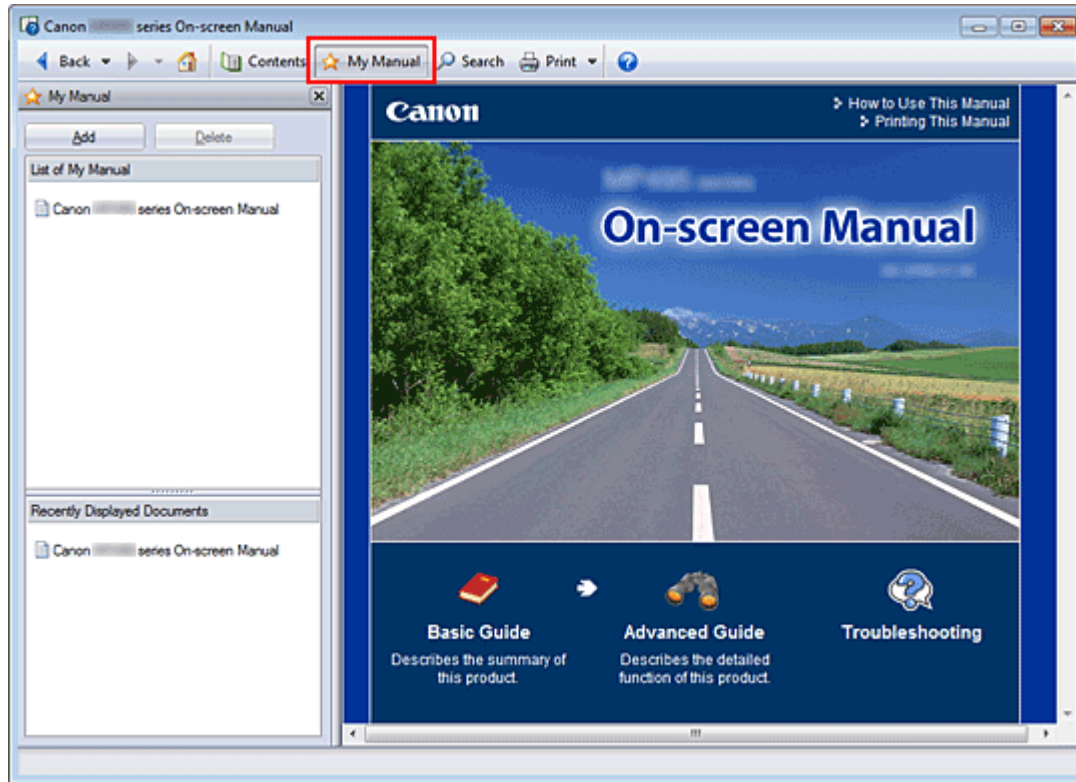 Canon series On-screen Manual
Back Contents My Manual Search Print
My Manual
Add Delete
List of My Manual
Canon series On-screen Manual
Recently Displayed Documents
Canon series On-screen Manual
Canon
How to Use This Manual
Printing This Manual
series
On-screen Manual
Basic Guide
Describes the summary of
this product.
Advanced Guide
Describes the detailed
function of this product.
Troubleshooting